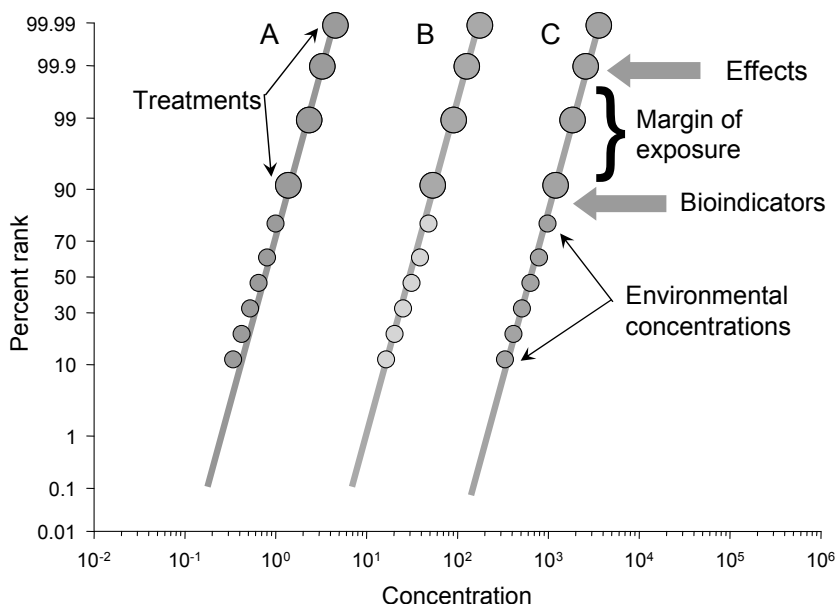 99.99
A
B
C
99.9
Effects
Treatments
99
Margin of
exposure
}
90
Bioindicators
70
50
30
Environmental
concentrations
10
1
0.1
0.01
Percent rank
10-2
10-1
100
101
102
103
104
105
106
Concentration